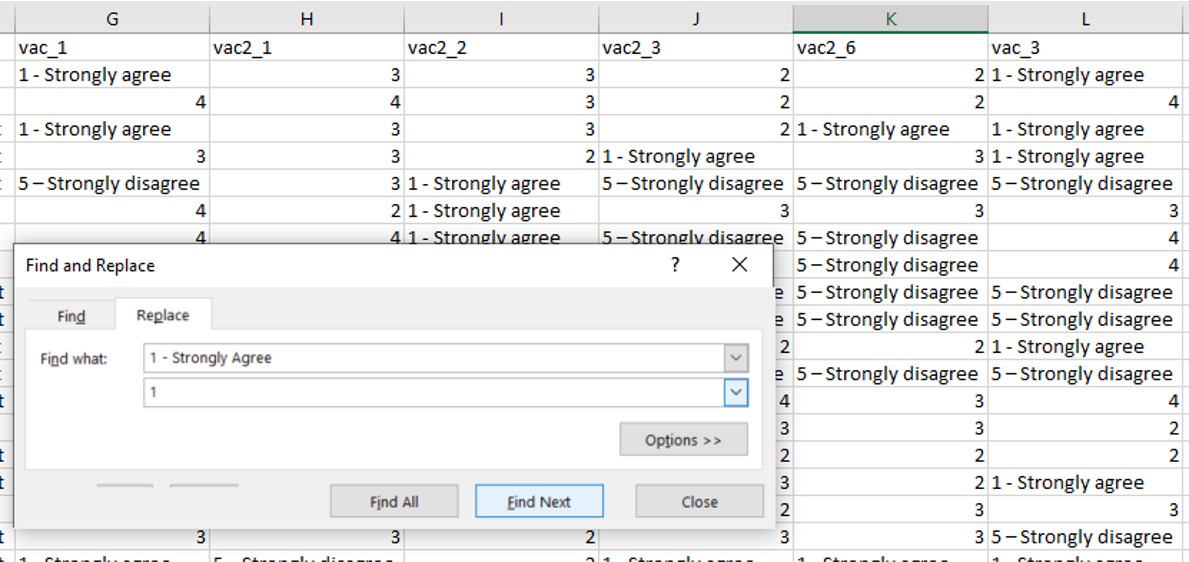 G H I J K L
vac_1 vac2_1 vac2_2 vac2_3 vac2_6 vac_3
1 - Strongly agree 3 3 2 2 1 - Strongly agree
4 4 3 2 2 4
1 - Strongly agree 3 3 2 1 - Strongly agree 1 - Strongly agree
3 3 2 1 - Strongly agree 3 1 - Strongly agree
5 – Strongly disagree 3 1 - Strongly agree 5 – Strongly disagree 5 – Strongly disagree 5 – Strongly disagree
4 2 1 - Strongly agree 3 3 3
4 4 1 - Strongly agree 5 – Strongly disagree 5 – Strongly disagree 4
Find and Replace ? ×
Find Replace
Find what: 1 - Strongly Agree
1
Options >>
Find All Find Next Close
5 – Strongly disagree 4
5 – Strongly disagree 5 – Strongly disagree
5 – Strongly disagree 5 – Strongly disagree
2 2 1 - Strongly agree
5 – Strongly disagree 5 – Strongly disagree
4 3 4
3 3 2
2 2 2
3 2 1 - Strongly agree
2 3 3
3 3 2 3 3 5 – Strongly disagree